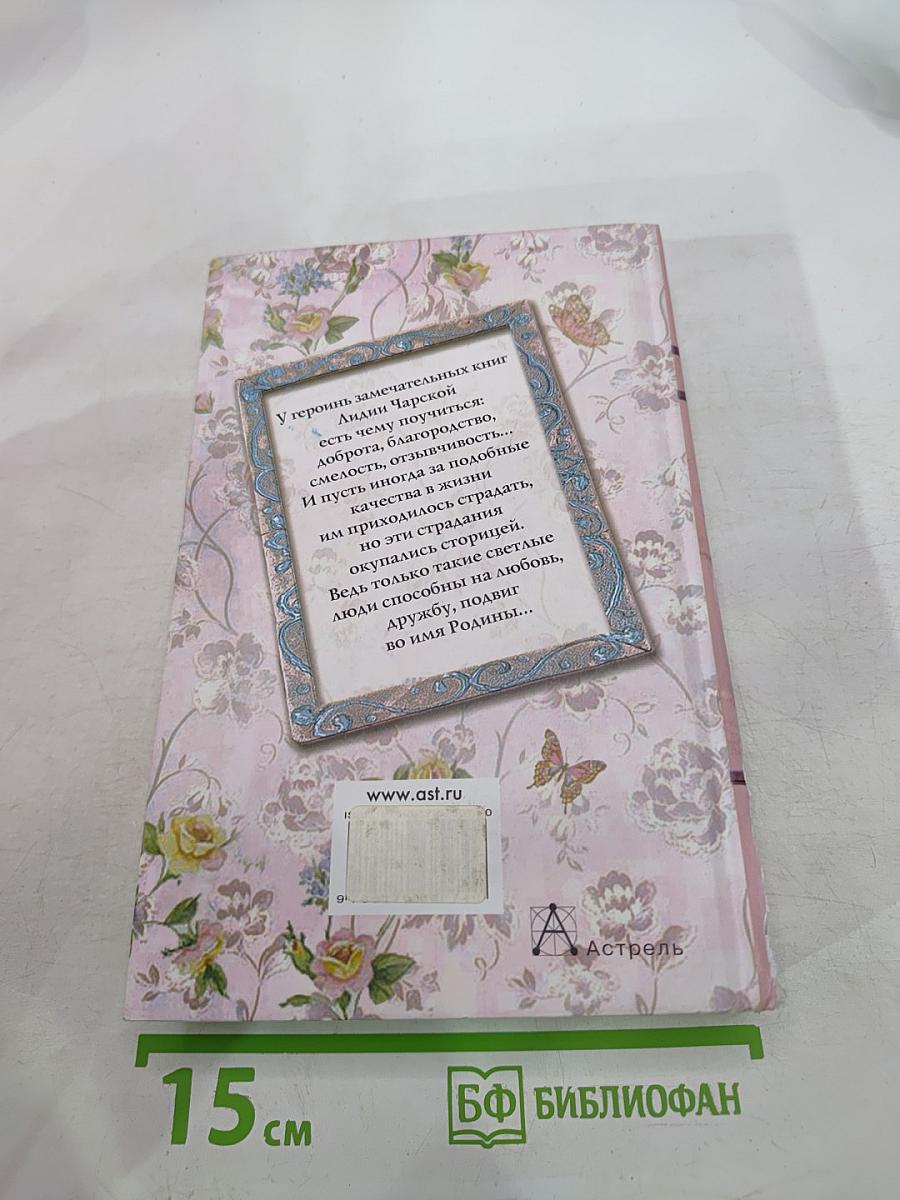 У героинь замечательных книг
Лидии Чарской
есть чему поучиться:
доброта, благородство,
смелость, отзывчивость...
И пусть иногда за подобные
качества в жизни
им приходилось страдать,
но эти страдания
окупались сторицей.
Ведь только такие светлые
люди способны на любовь,
дружбу, подвиг
во имя Родины...
www.ast.ru
Астрель
15 см
БФ БИБЛИОФАН